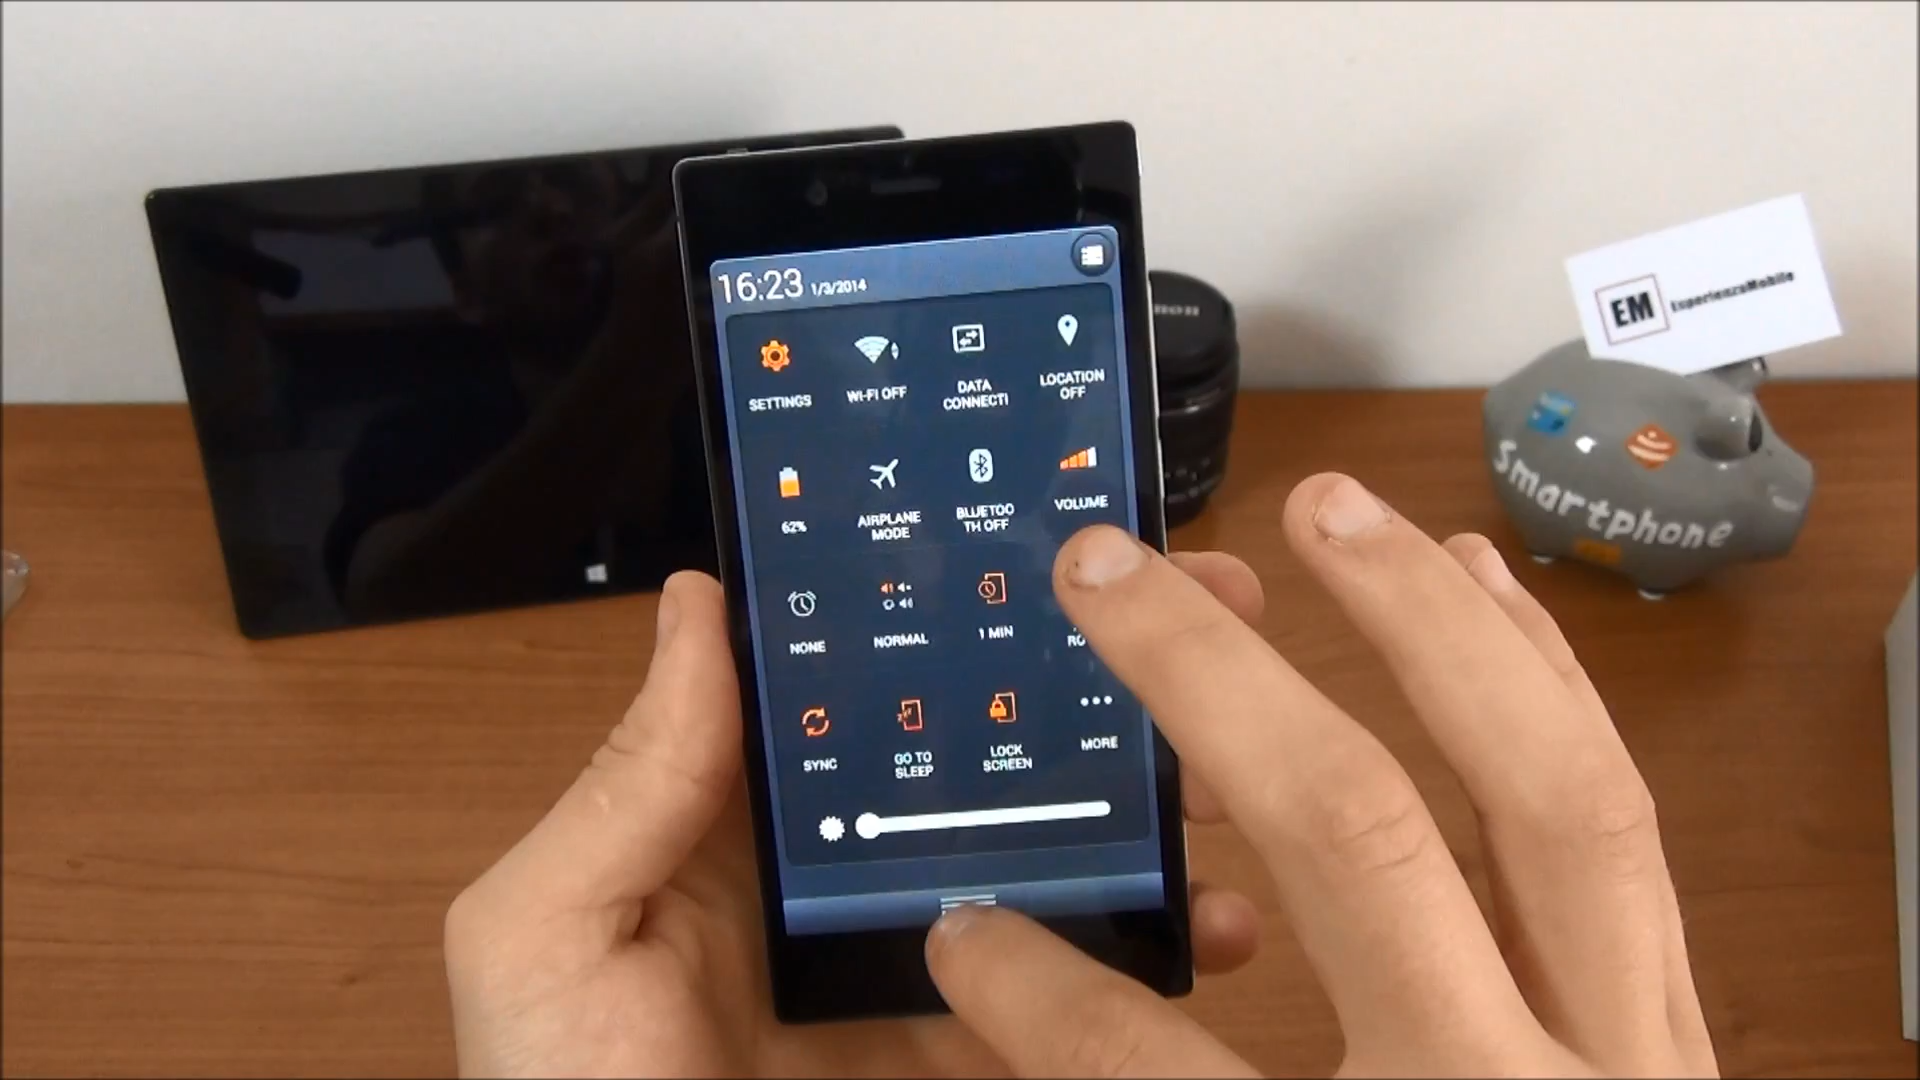 16:23 1/3/2014
SETTINGS
WI-FI OFF
DATA
CONNECTI
LOCATION
OFF
62%
AIRPLANE
MODE
BLUETOO
TH OFF
VOLUME
NONE
NORMAL
1 MIN
SYNC
GO TO
SLEEP
LOCK
SCREEN
MORE
EM EsperienzaMobile
Smartphone